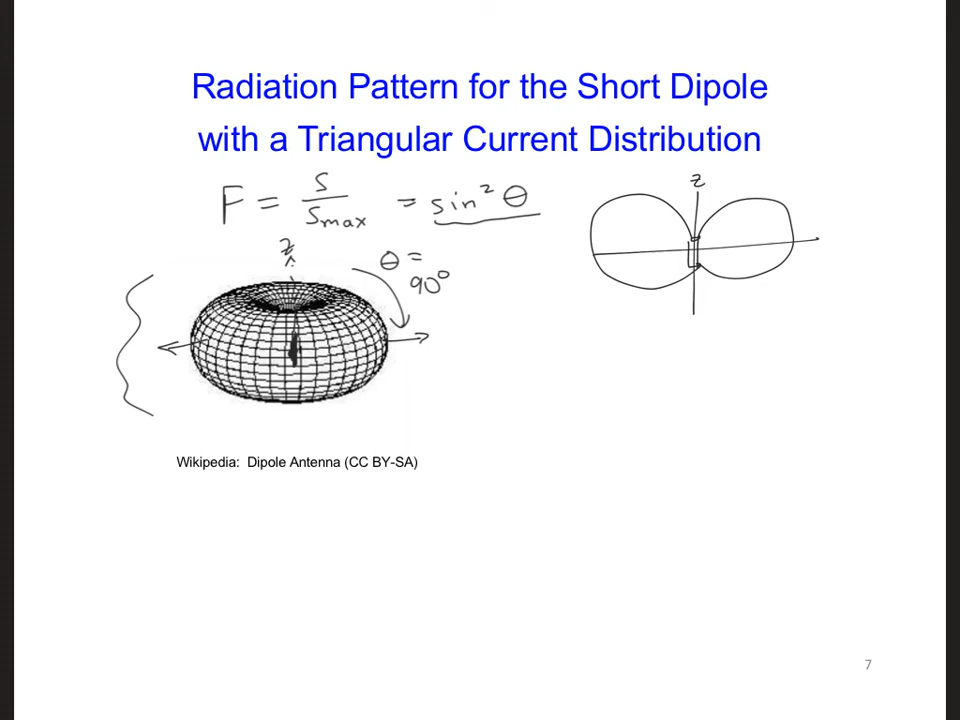 Radiation Pattern for the Short Dipole
with a Triangular Current Distribution
F = S / Smax = sin² θ
z
z
θ =
90°
Wikipedia: Dipole Antenna (CC BY-SA)
7